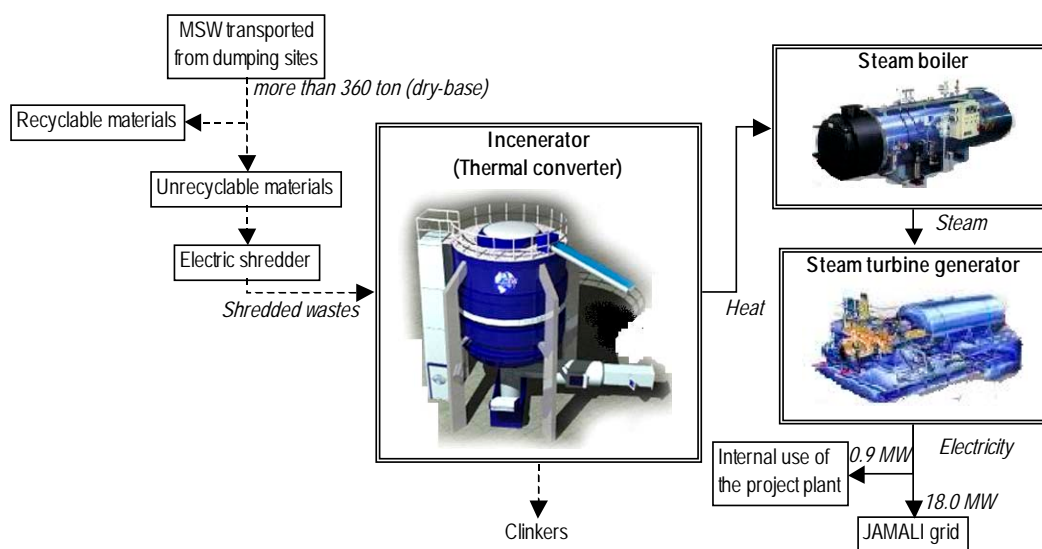 MSW transported
from dumping sites
more than 360 ton (dry-base)
Recyclable materials
Unrecyclable materials
Electric shredder
Shredded wastes
Incenerator
(Thermal converter)
Clinkers
Heat
Steam boiler
Steam
Steam turbine generator
Electricity
0.9 MW
Internal use of
the project plant
18.0 MW
JAMALI grid